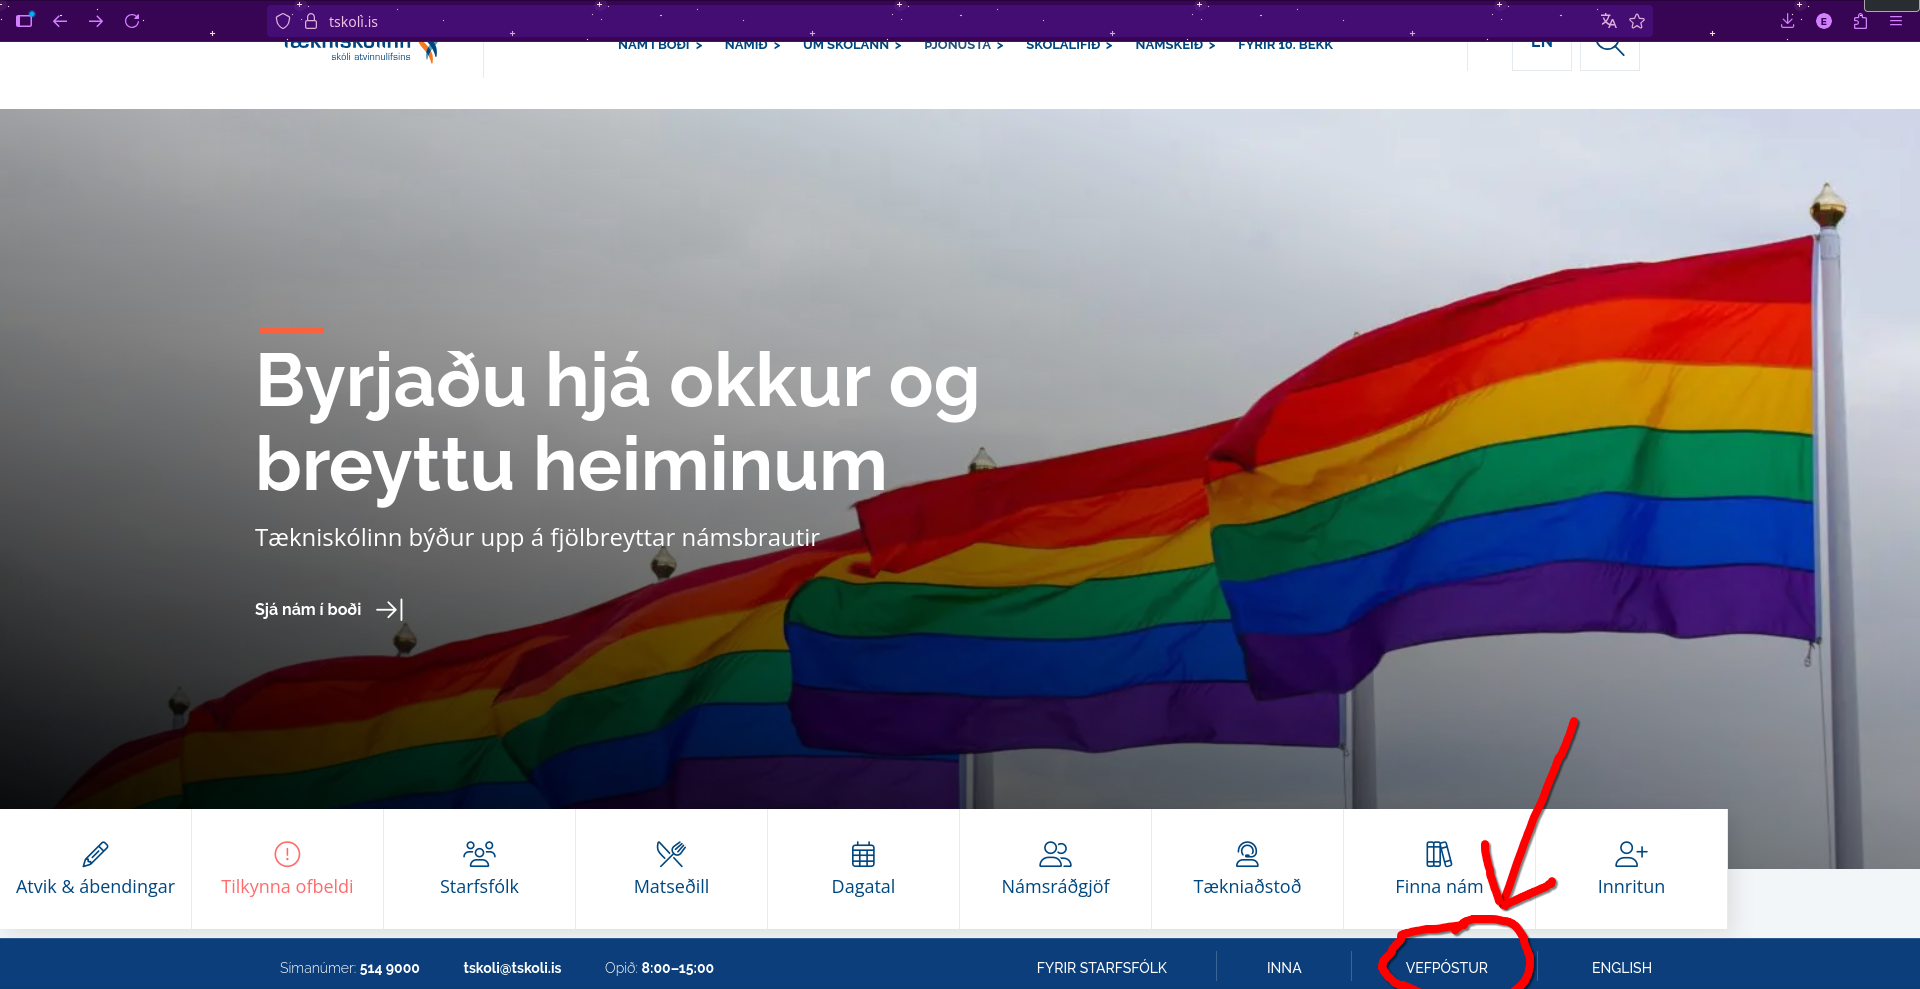 tskoli.is
E
Tækniskólinn
skóli atvinnulífsins
NÁM Í BOÐI >
NÁMIÐ >
UM SKÓLANN >
ÞJÓNUSTA >
SKÓLALÍFIÐ >
NÁMSKEIÐ >
FYRIR 10. BEKK
EN
Byrjaðu hjá okkur og
breyttu heiminum
Tækniskólinn býður upp á fjölbreyttar námsbrautir
Sjá nám í boði
Atvik & ábendingar
Tilkynna ofbeldi
Starfsfólk
Matseðill
Dagatal
Námsráðgjöf
Tækniaðstoð
Finna nám
Innritun
Símanúmer: 514 9000
tskoli@tskoli.is
Opið: 8:00–15:00
FYRIR STARFSFÓLK
INNA
VEFPÓSTUR
ENGLISH